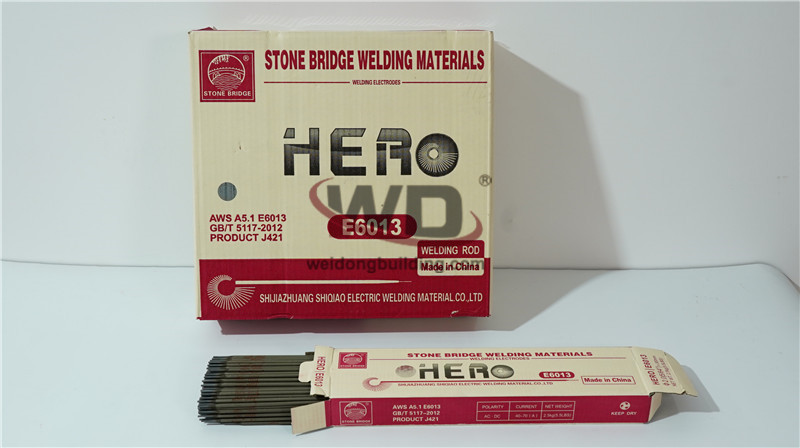 STONE BRIDGE
STONE BRIDGE WELDING MATERIALS
WELDING ELECTRODES
HERO
WD®
AWS A5.1 E6013
GB/T 5117-2012
PRODUCT J421
E6013
WELDING ROD
Made in China
weidongbuilding.com
SHIJIAZHUANG SHIQIAO ELECTRIC WELDING MATERIAL.CO.,LTD
HERO E6013
STONE BRIDGE WELDING MATERIALS
HERO
E6013
Made in China
SHIJIAZHUANG SHIQIAO ELECTRIC WELDING MATERIAL.CO.,LTD
HERO E6013
AWS A5.1 E6013
GB/T 5117-2012
PRODUCT J421
POLARITY CURRENT NET WEIGHT
AC DC
KEEP DRY